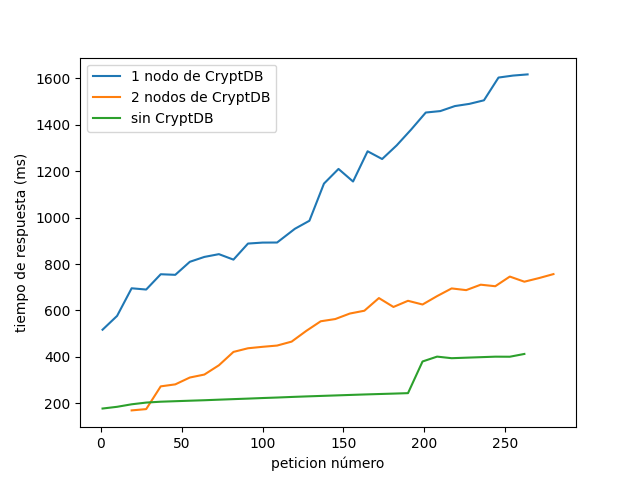 1 nodo de CryptDB
2 nodos de CryptDB
sin CryptDB
tiempo de respuesta (ms)
1600
1400
1200
1000
800
600
400
200
0 50 100 150 200 250
peticion número